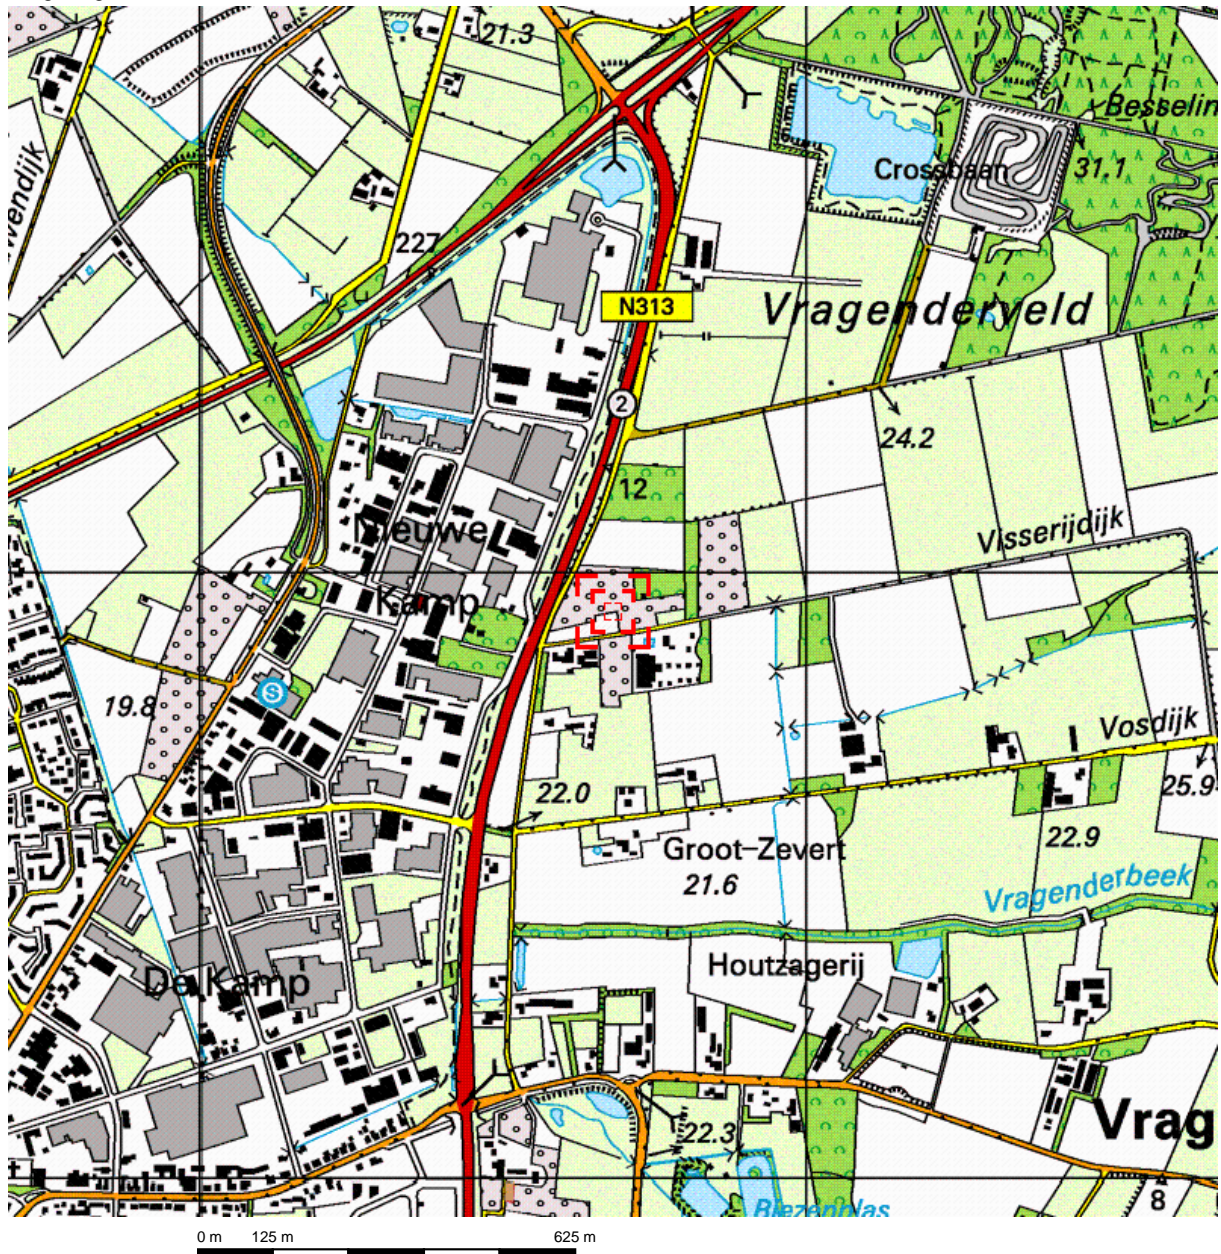 21.3
Besselin
wendijk
Crossbaan
31.1
227
N313
Vragenderveld
2
24.2
12
Nieuwe
Visserijdijk
Kamp
S
19.8
Vosdijk
22.0
25.9
22.9
Groot-Zevert
21.6
Vragenderbeek
Houtzagerij
De Kamp
Vrag
22.3
8
Biezenplas
0 m 125 m 625 m